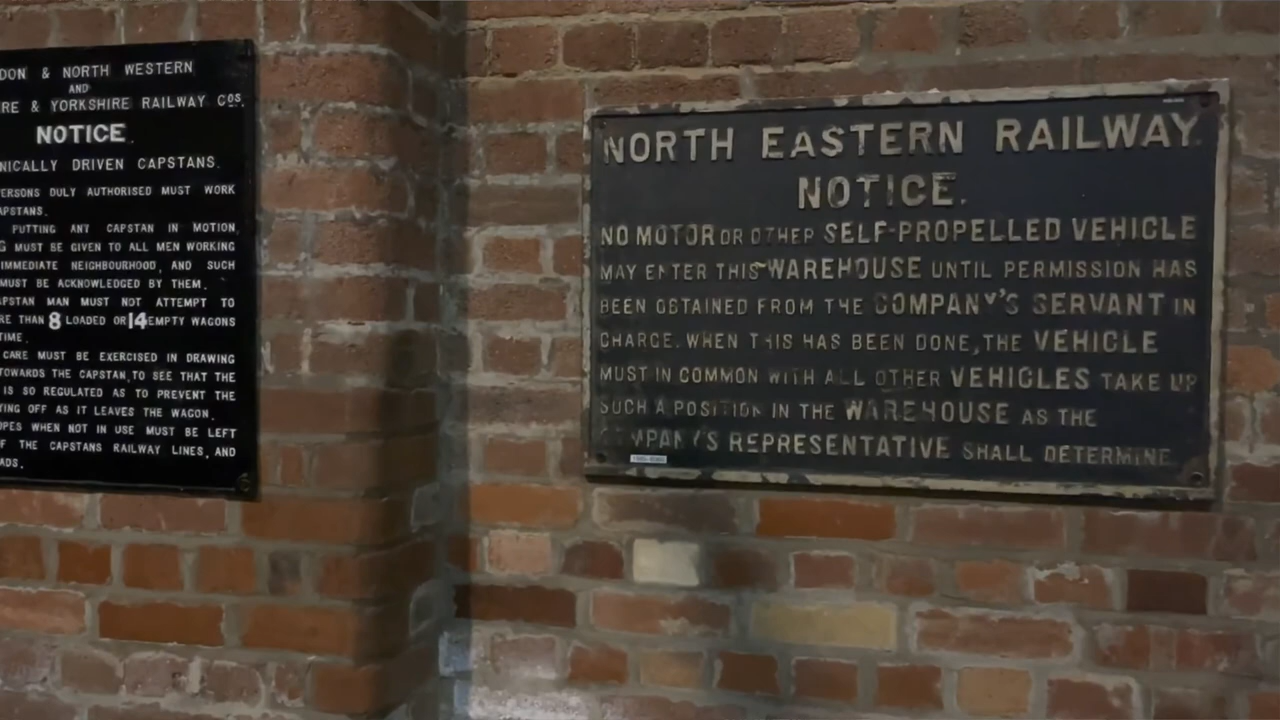 DON & NORTH WESTERN
AND
RE & YORKSHIRE RAILWAY COS.
NOTICE.
NICALLY DRIVEN CAPSTANS.
ERSONS DULY AUTHORISED MUST WORK
APSTANS.
PUTTING ANY CAPSTAN IN MOTION,
G MUST BE GIVEN TO ALL MEN WORKING
IMMEDIATE NEIGHBOURHOOD, AND SUCH
MUST BE ACKNOWLEDGED BY THEM.
APSTAN MAN MUST NOT ATTEMPT TO
RE THAN 8 LOADED OR 14 EMPTY WAGONS
TIME.
CARE MUST BE EXERCISED IN DRAWING
TOWARDS THE CAPSTAN, TO SEE THAT THE
IS SO REGULATED AS TO PREVENT THE
YING OFF AS IT LEAVES THE WAGON.
OPES WHEN NOT IN USE MUST BE LEFT
F THE CAPSTANS RAILWAY LINES, AND
ADS.
NORTH EASTERN RAILWAY.
NOTICE.
NO MOTOR OR OTHER SELF-PROPELLED VEHICLE
MAY ENTER THIS WAREHOUSE UNTIL PERMISSION HAS
BEEN OBTAINED FROM THE COMPANY'S SERVANT IN
CHARGE. WHEN THIS HAS BEEN DONE, THE VEHICLE
MUST IN COMMON WITH ALL OTHER VEHICLES TAKE UP
SUCH A POSITION IN THE WAREHOUSE AS THE
COMPANY'S REPRESENTATIVE SHALL DETERMINE.